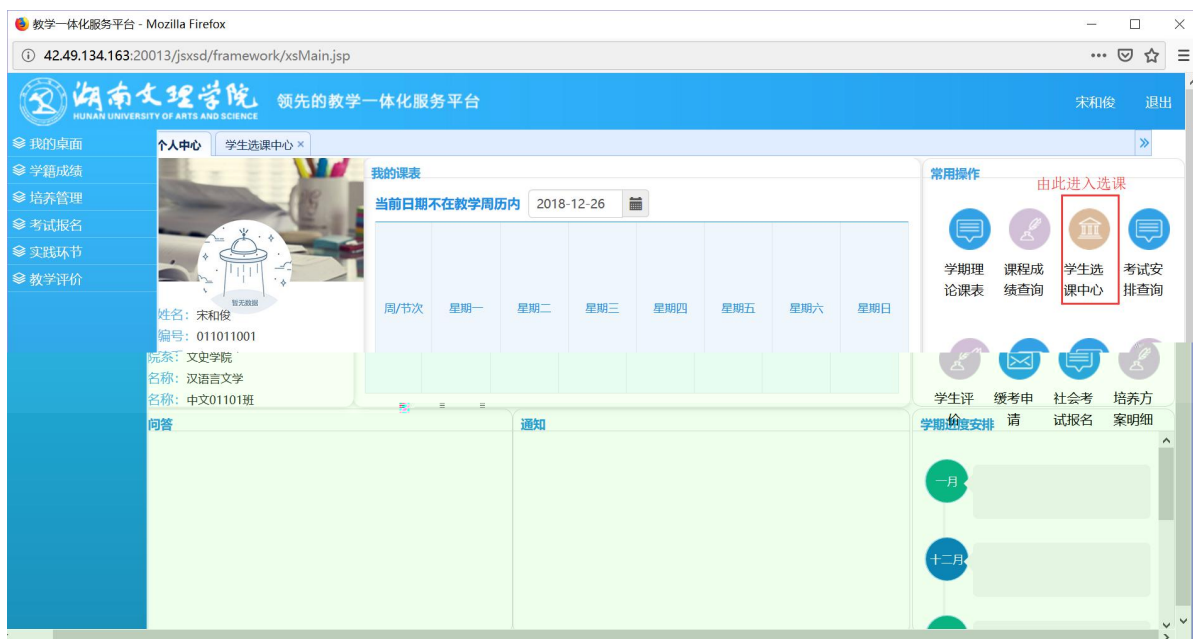 教学一体化服务平台 - Mozilla Firefox
42.49.134.163:20013/jsxsd/framework/xsMain.jsp
湖南文理学院
HUNAN UNIVERSITY OF ARTS AND SCIENCE
领先的教学一体化服务平台
宋和俊 退出
我的桌面
学籍成绩
培养管理
考试报名
实践环节
教学评价
个人中心 学生选课中心 ×
暂无数据
姓名: 宋和俊
编号: 011011001
院系: 文史学院
名称: 汉语言文学
名称: 中文01101班
我的课表
当前日期不在教学周历内 2018-12-26
周/节次 星期一 星期二 星期三 星期四 星期五 星期六 星期日
常用操作
由此进入选课
学期理论课表
课程成绩查询
学生选课中心
考试安排查询
学生评价
缓考申请
社会考试报名
培养方案明细
问答
通知
学期进度安排
一月
十二月